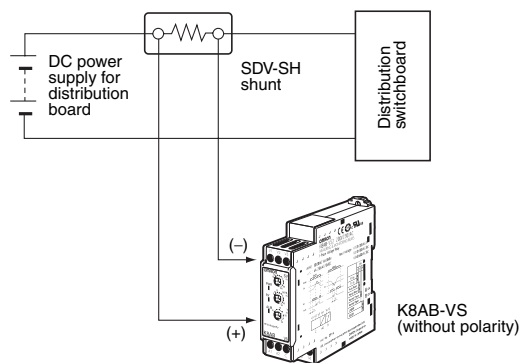 DC power
supply for
distribution
board
SDV-SH
shunt
Distribution
switchboard
(−)
(+)
K8AB-VS
(without polarity)